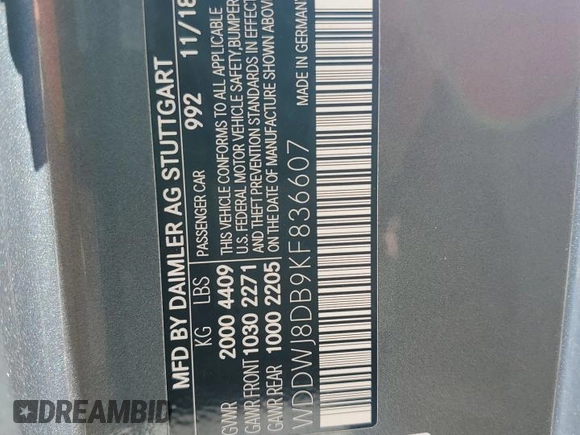 MFD BY DAIMLER AG STUTTGART
992 11/18
KG LBS PASSENGER CAR
GVWR 2000 4409
GAWR FRONT 1030 2271
GAWR REAR 1000 2205
THIS VEHICLE CONFORMS TO ALL APPLICABLE
U.S. FEDERAL MOTOR VEHICLE SAFETY, BUMPER
AND THEFT PREVENTION STANDARDS IN EFFECT
ON THE DATE OF MANUFACTURE SHOWN ABOVE
WDDWJ8DB9KF836607
MADE IN GERMANY
DREAMBID